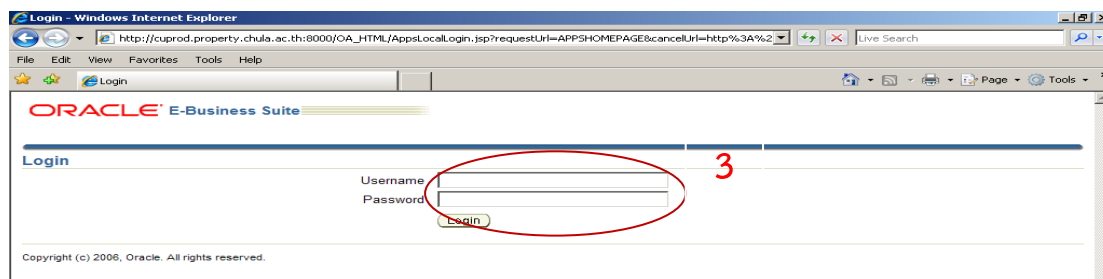 Login - Windows Internet Explorer
http://cuprod.property.chula.ac.th:8000/OA_HTML/AppsLocalLogin.jsp?requestUrl=APPSHOMEPAGE&cancelUrl=http%3A%2
Live Search
File Edit View Favorites Tools Help
Login
Page Tools
ORACLE E-Business Suite
Login
3
Username
Password
Login
Copyright (c) 2006, Oracle. All rights reserved.